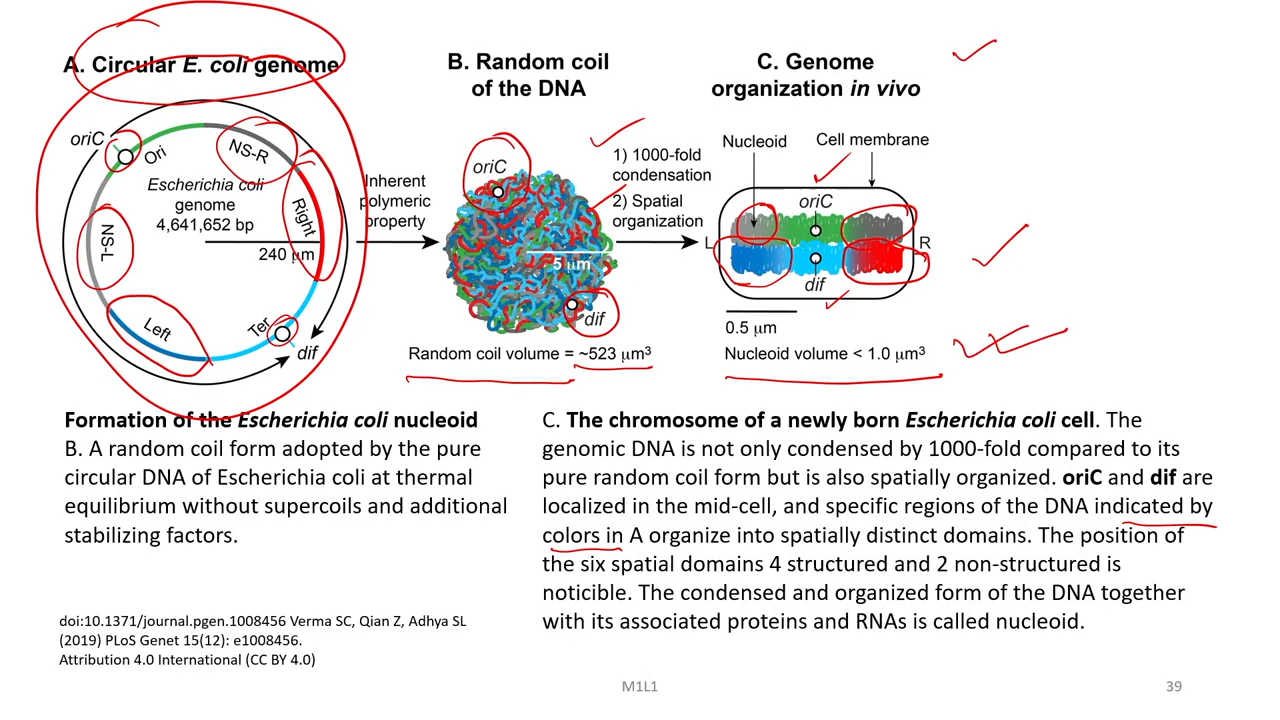 A. Circular E. coli genome
oriC
Ori
NS-R
Escherichia coli
genome
4,641,652 bp
240 μm
Right
NS-L
Left
Ter
dif
Inherent
polymeric
property
B. Random coil
of the DNA
oriC
5 μm
dif
Random coil volume = ~523 μm³
1) 1000-fold
condensation
2) Spatial
organization
C. Genome
organization in vivo
Nucleoid
Cell membrane
oriC
L
R
dif
0.5 μm
Nucleoid volume < 1.0 μm³
Formation of the Escherichia coli nucleoid
B. A random coil form adopted by the pure
circular DNA of Escherichia coli at thermal
equilibrium without supercoils and additional
stabilizing factors.
C. The chromosome of a newly born Escherichia coli cell. The
genomic DNA is not only condensed by 1000-fold compared to its
pure random coil form but is also spatially organized. oriC and dif are
localized in the mid-cell, and specific regions of the DNA indicated by
colors in A organize into spatially distinct domains. The position of
the six spatial domains 4 structured and 2 non-structured is
noticible. The condensed and organized form of the DNA together
with its associated proteins and RNAs is called nucleoid.
doi:10.1371/journal.pgen.1008456 Verma SC, Qian Z, Adhya SL
(2019) PLoS Genet 15(12): e1008456.
Attribution 4.0 International (CC BY 4.0)
M1L1
39